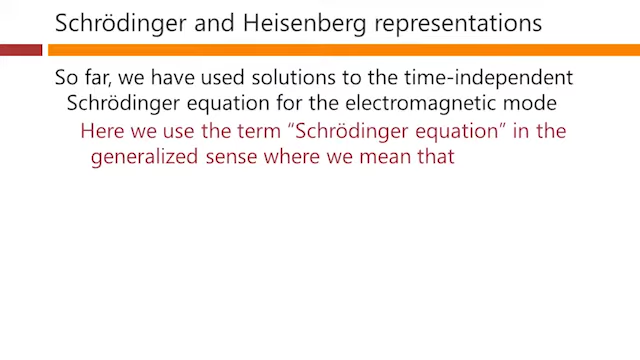 Schrödinger and Heisenberg representations
So far, we have used solutions to the time-independent
Schrödinger equation for the electromagnetic mode
Here we use the term “Schrödinger equation” in the
generalized sense where we mean that